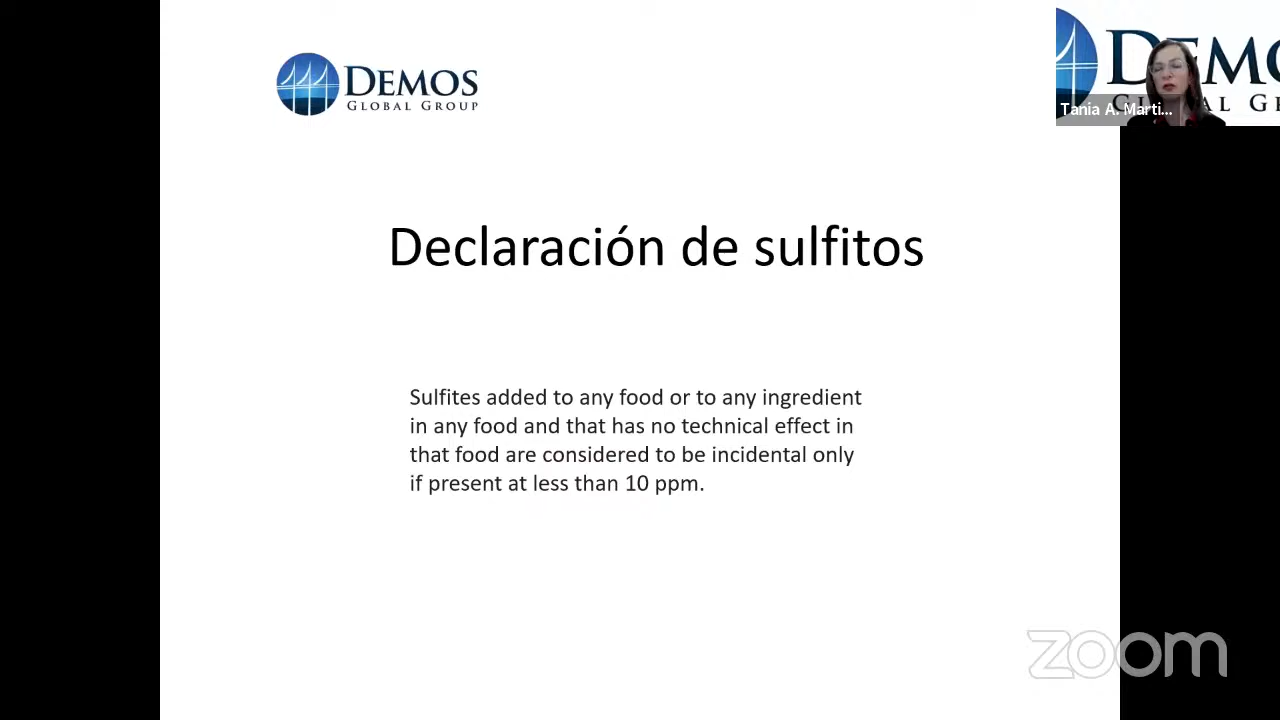 DEMOS
GLOBAL GROUP
DEMO
Tania A. Marti...
Declaración de sulfitos
Sulfites added to any food or to any ingredient
in any food and that has no technical effect in
that food are considered to be incidental only
if present at less than 10 ppm.
zoom